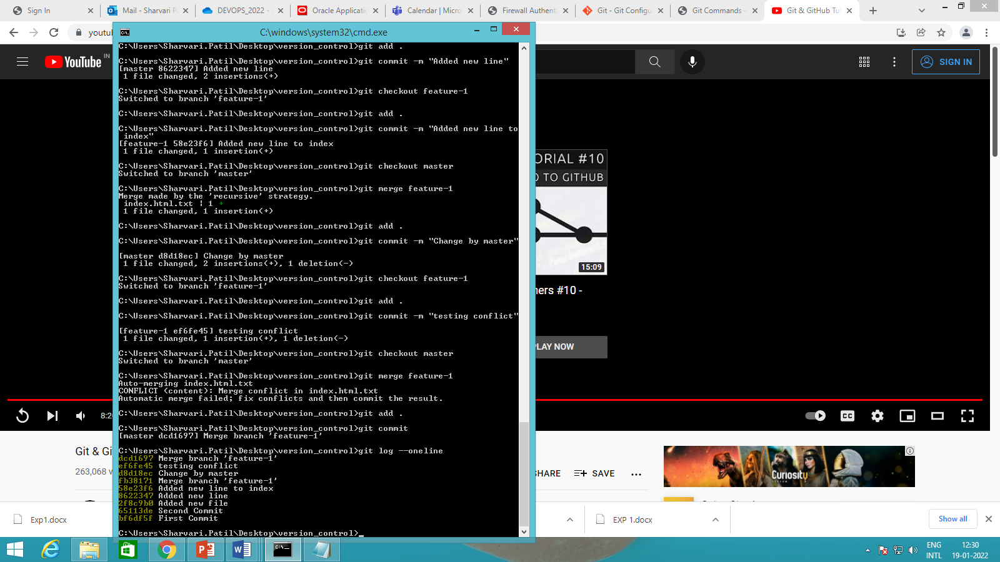 Sign In
Mail - Sharvari P
DEVOPS_2022 -
Oracle Applicatio
Calendar | Micro
Firewall Authent
Git - Git Configu
Git Commands -
Git & GitHub Tut
youtu
C:\windows\system32\cmd.exe
YouTube IN
SIGN IN
C:\Users\Sharvari.Patil\Desktop\version_control>git add .
C:\Users\Sharvari.Patil\Desktop\version_control>git commit -m "Added new line"
[master 8622347] Added new line
1 file changed, 2 insertions(+)
C:\Users\Sharvari.Patil\Desktop\version_control>git checkout feature-1
Switched to branch 'feature-1'
C:\Users\Sharvari.Patil\Desktop\version_control>git add .
C:\Users\Sharvari.Patil\Desktop\version_control>git commit -m "Added new line to
index"
[feature-1 58e23f6] Added new line to index
1 file changed, 1 insertion(+)
C:\Users\Sharvari.Patil\Desktop\version_control>git checkout master
Switched to branch 'master'
C:\Users\Sharvari.Patil\Desktop\version_control>git merge feature-1
Merge made by the 'recursive' strategy.
index.html.txt | 1 +
1 file changed, 1 insertion(+)
C:\Users\Sharvari.Patil\Desktop\version_control>git add .
C:\Users\Sharvari.Patil\Desktop\version_control>git commit -m "Change by master"
[master d8d18ec] Change by master
1 file changed, 2 insertions(+), 1 deletion(-)
C:\Users\Sharvari.Patil\Desktop\version_control>git checkout feature-1
Switched to branch 'feature-1'
C:\Users\Sharvari.Patil\Desktop\version_control>git add .
C:\Users\Sharvari.Patil\Desktop\version_control>git commit -m "testing conflict"
[feature-1 ef6fe45] testing conflict
1 file changed, 1 insertion(+), 1 deletion(-)
C:\Users\Sharvari.Patil\Desktop\version_control>git checkout master
Switched to branch 'master'
C:\Users\Sharvari.Patil\Desktop\version_control>git merge feature-1
Auto-merging index.html.txt
CONFLICT (content): Merge conflict in index.html.txt
Automatic merge failed; fix conflicts and then commit the result.
C:\Users\Sharvari.Patil\Desktop\version_control>git add .
C:\Users\Sharvari.Patil\Desktop\version_control>git commit
[master dcd1697] Merge branch 'feature-1'
C:\Users\Sharvari.Patil\Desktop\version_control>git log --oneline
dcd1697 Merge branch 'feature-1'
ef6fe45 testing conflict
d8d18ec Change by master
fb38171 Merge branch 'feature-1'
58e23f6 Added new line to index
8622347 Added new line
2f8c9b0 Added new file
65113de Second Commit
bf6df5f First Commit
C:\Users\Sharvari.Patil\Desktop\version_control>_
ORIAL #10
O TO GITHUB
15:09
ners #10 -
PLAY NOW
8:20
CC
Git & Gi
263,068 v
SHARE
SAVE
Curiosity
STREAM
Exp1.docx
EXP 1.docx
Show all
ENG
INTL
12:30
19-01-2022